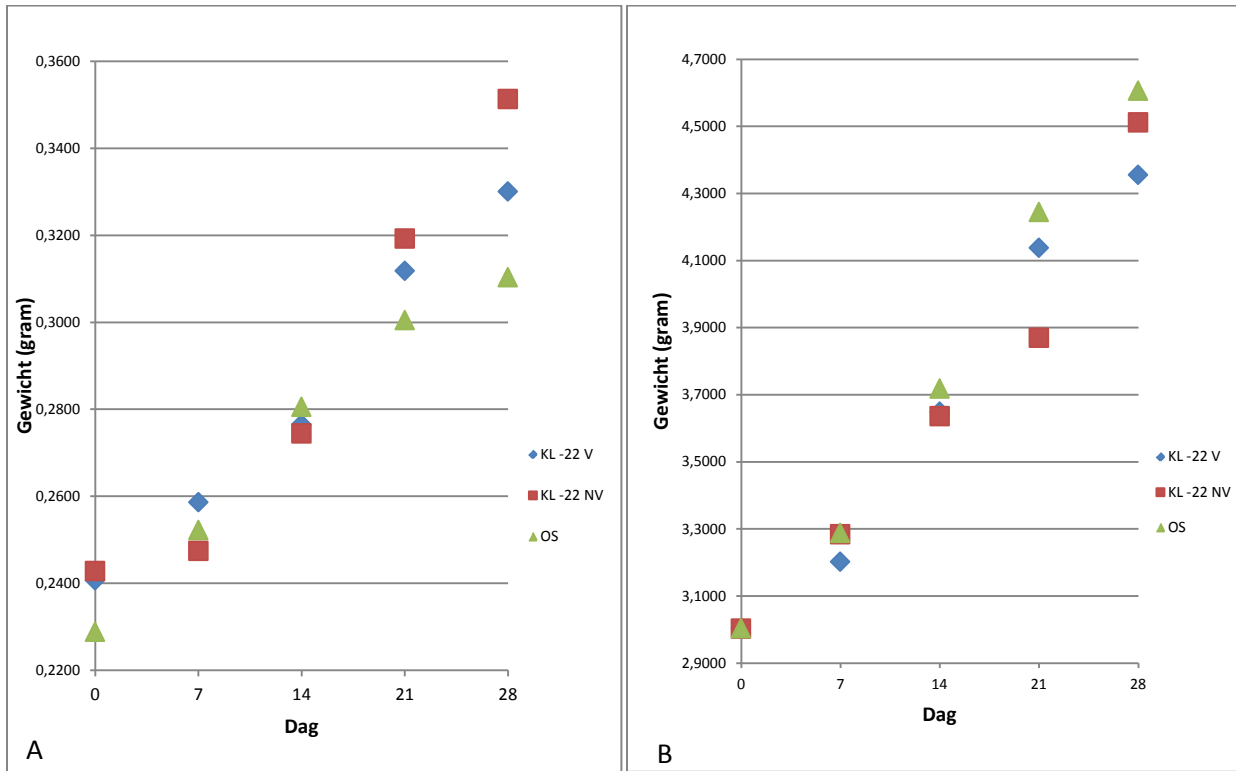 0,3600
0,3400
0,3200
0,3000
0,2800
0,2600
0,2400
0,2200
Gewicht (gram)
0 7 14 21 28
Dag
KL -22 V
KL -22 NV
OS
A
4,7000
4,5000
4,3000
4,1000
3,9000
3,7000
3,5000
3,3000
3,1000
2,9000
Gewicht (gram)
0 7 14 21 28
Dag
KL -22 V
KL -22 NV
OS
B